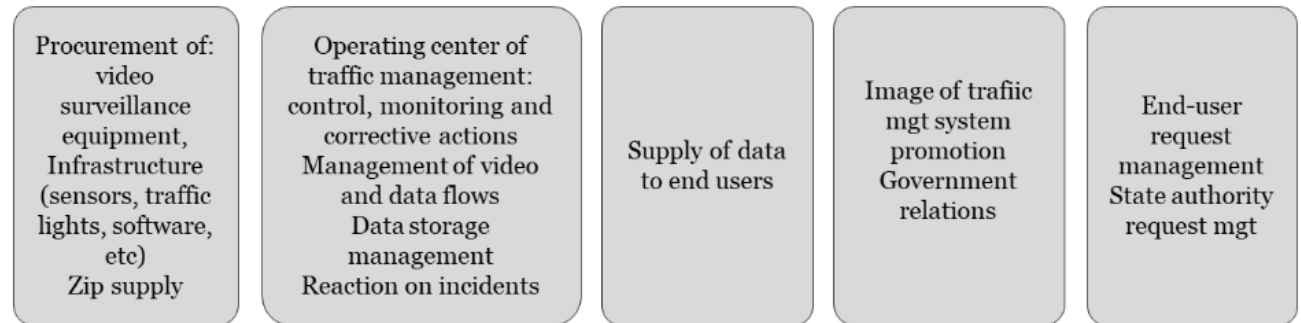 Procurement of:
video
surveillance
equipment,
Infrastructure
(sensors, traffic
lights, software,
etc)
Zip supply
Operating center of
traffic management:
control, monitoring and
corrective actions
Management of video
and data flows
Data storage
management
Reaction on incidents
Supply of data
to end users
Image of trafiic
mgt system
promotion
Government
relations
End-user
request
management
State authority
request mgt